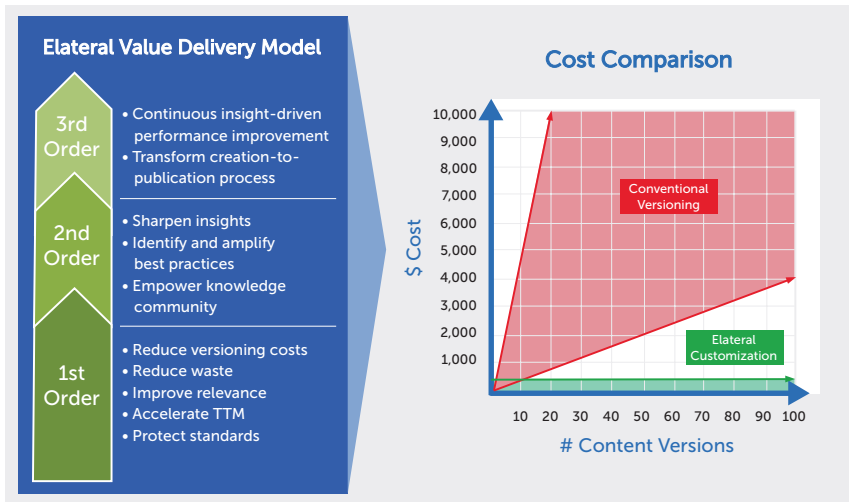 Elateral Value Delivery Model
3rd
Order
• Continuous insight-driven
performance improvement
• Transform creation-to-
publication process
2nd
Order
• Sharpen insights
• Identify and amplify
best practices
• Empower knowledge
community
1st
Order
• Reduce versioning costs
• Reduce waste
• Improve relevance
• Accelerate TTM
• Protect standards
Cost Comparison
$ Cost
10,000
9,000
8,000
7,000
6,000
5,000
4,000
3,000
2,000
1,000
Conventional
Versioning
Elateral
Customization
10 20 30 40 50 60 70 80 90 100
# Content Versions